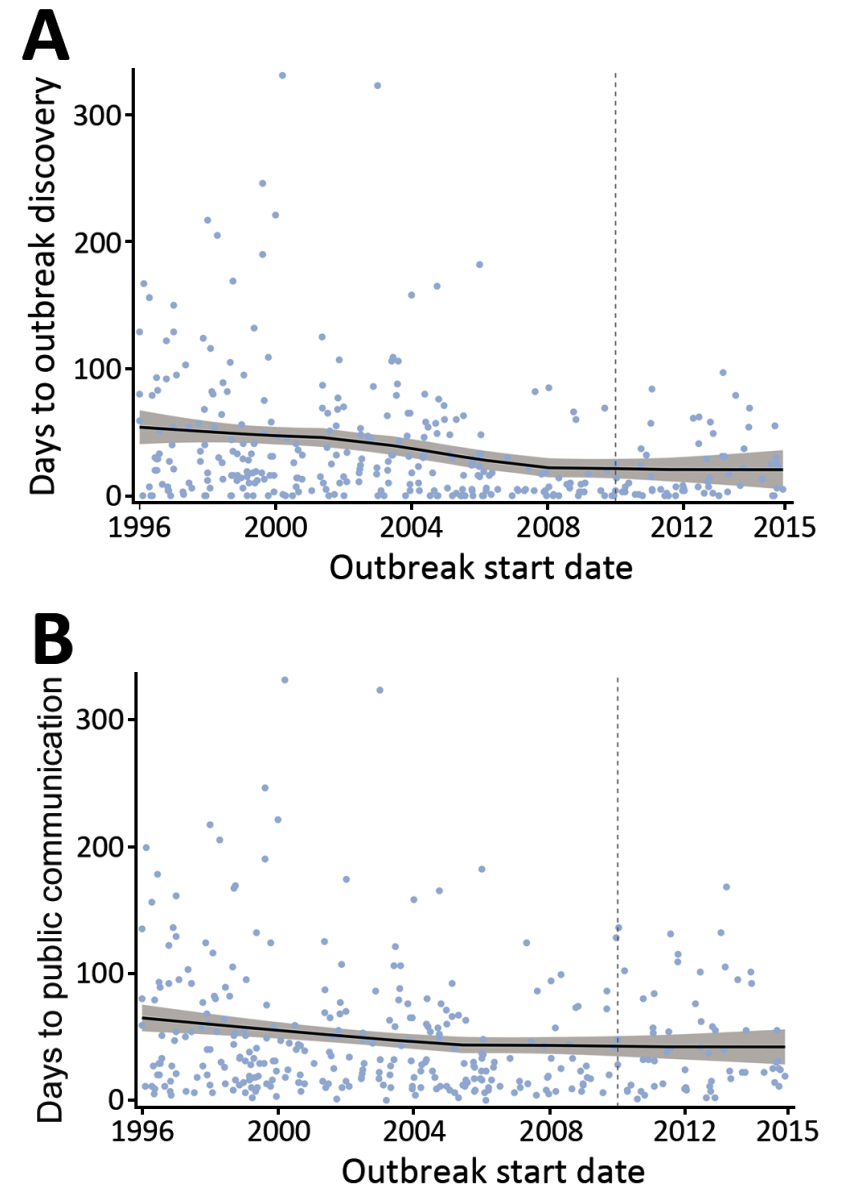 A
Days to outbreak discovery
300
200
100
0
1996 2000 2004 2008 2012 2015
Outbreak start date
B
Days to public communication
300
200
100
0
1996 2000 2004 2008 2012 2015
Outbreak start date